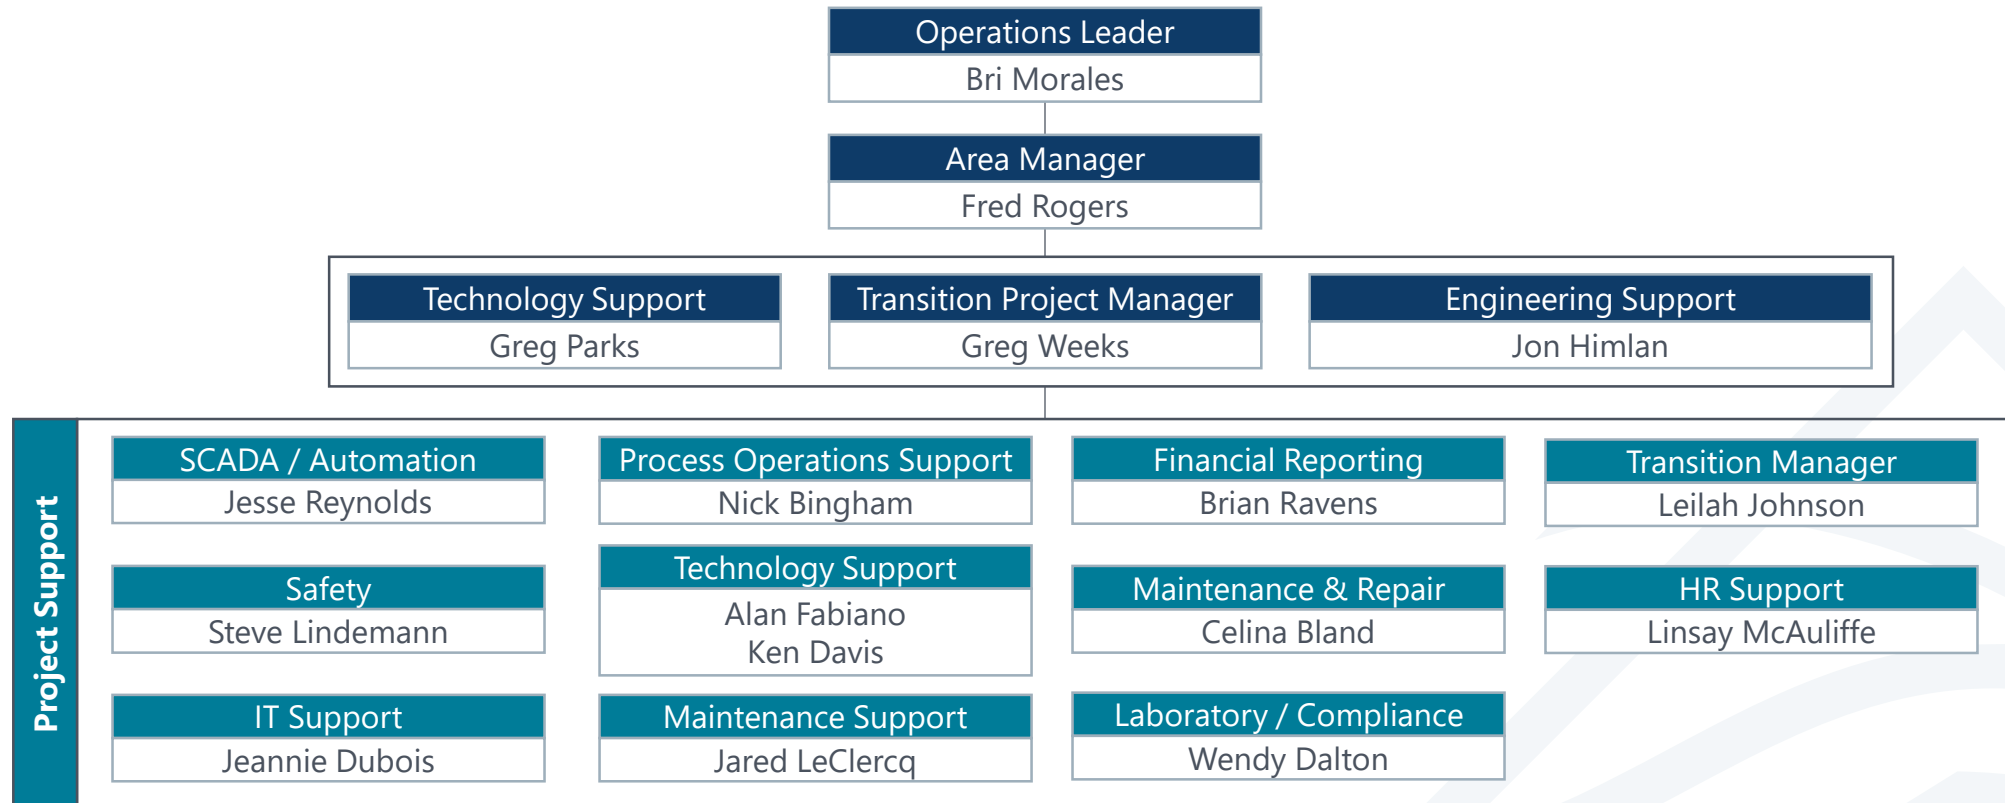 Operations Leader
Bri Morales
Area Manager
Fred Rogers
Technology Support
Greg Parks
Transition Project Manager
Greg Weeks
Engineering Support
Jon Himlan
Project Support
SCADA / Automation
Jesse Reynolds
Process Operations Support
Nick Bingham
Financial Reporting
Brian Ravens
Transition Manager
Leilah Johnson
Safety
Steve Lindemann
Technology Support
Alan Fabiano
Ken Davis
Maintenance & Repair
Celina Bland
HR Support
Linsay McAuliffe
IT Support
Jeannie Dubois
Maintenance Support
Jared LeClercq
Laboratory / Compliance
Wendy Dalton